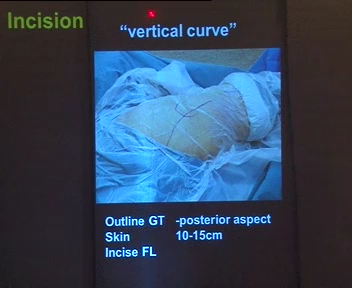 Incision
"vertical curve"
Outline GT -posterior aspect
Skin 10-15cm
Incise FL